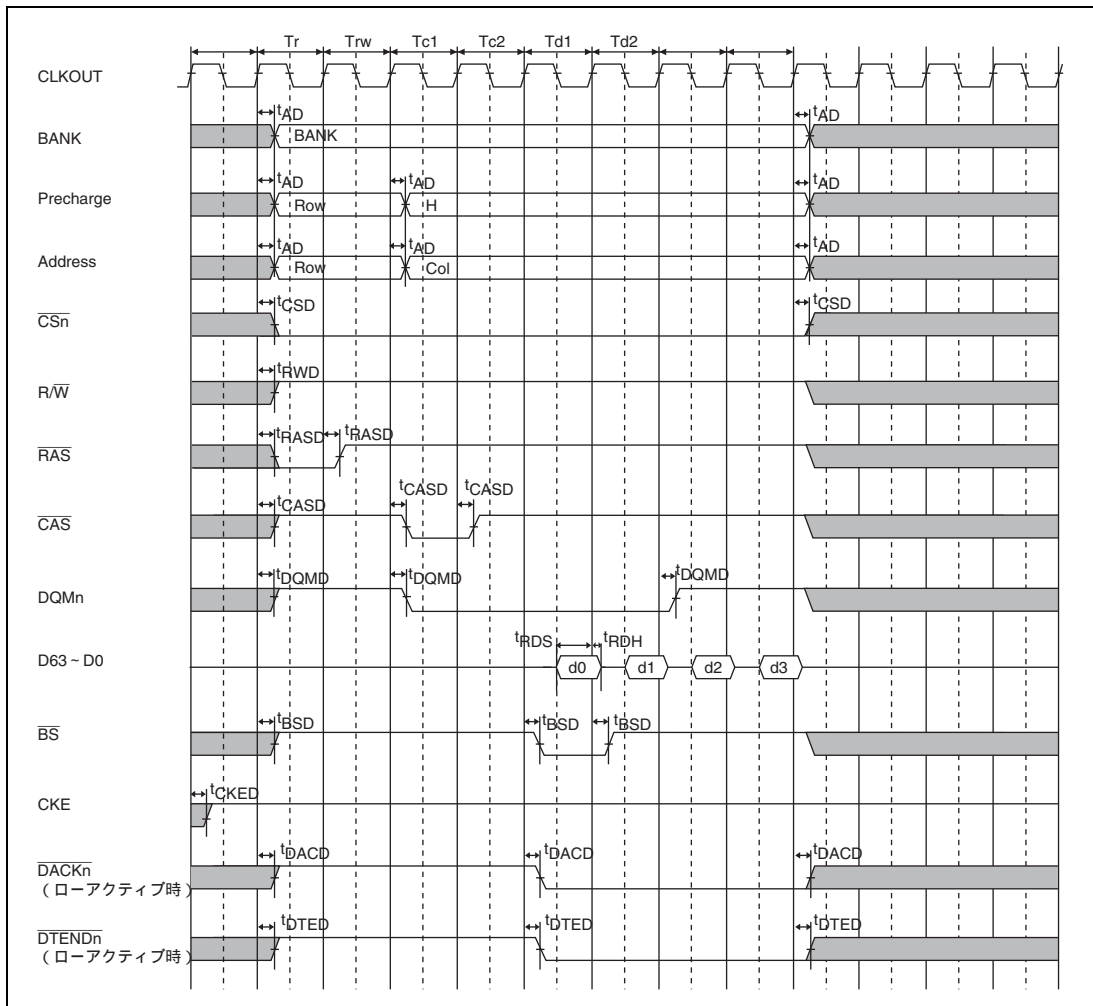 Tr Trw Tc1 Tc2 Td1 Td2
CLKOUT
tAD tAD
BANK BANK
tAD tAD tAD
Precharge Row H
tAD tAD tAD
Address Row Col
tCSD tCSD
CSn
tRWD
R/W
tRASD tRASD
RAS
tCASD tCASD tCASD
CAS
tDQMD tDQMD tDQMD
DQMn
tRDS tRDH
D63 ~ D0 d0 d1 d2 d3
tBSD tBSD tBSD
BS
tCKED
CKE
tDACD tDACD tDACD
DACKn
（ローアクティブ時）
tDTED tDTED tDTED
DTENDn
（ローアクティブ時）